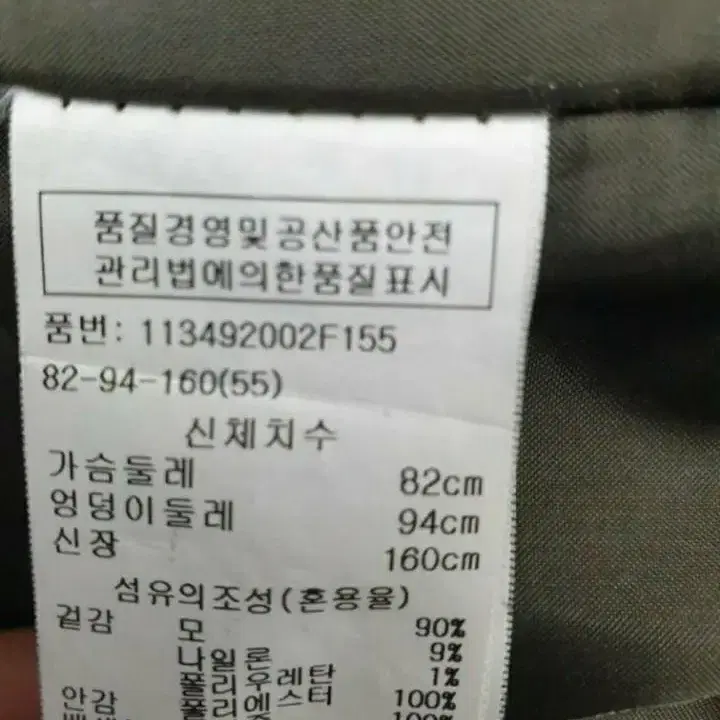 품질경영및공산품안전
관리법에의한품질표시
품번: 113492002F155
82-94-160(55)
신체치수
가슴둘레 82cm
엉덩이둘레 94cm
신장 160cm
섬유의조성(혼용율)
겉감 모 90%
나일론 9%
폴리우레탄 1%
안감 폴리에스터 100%
100%